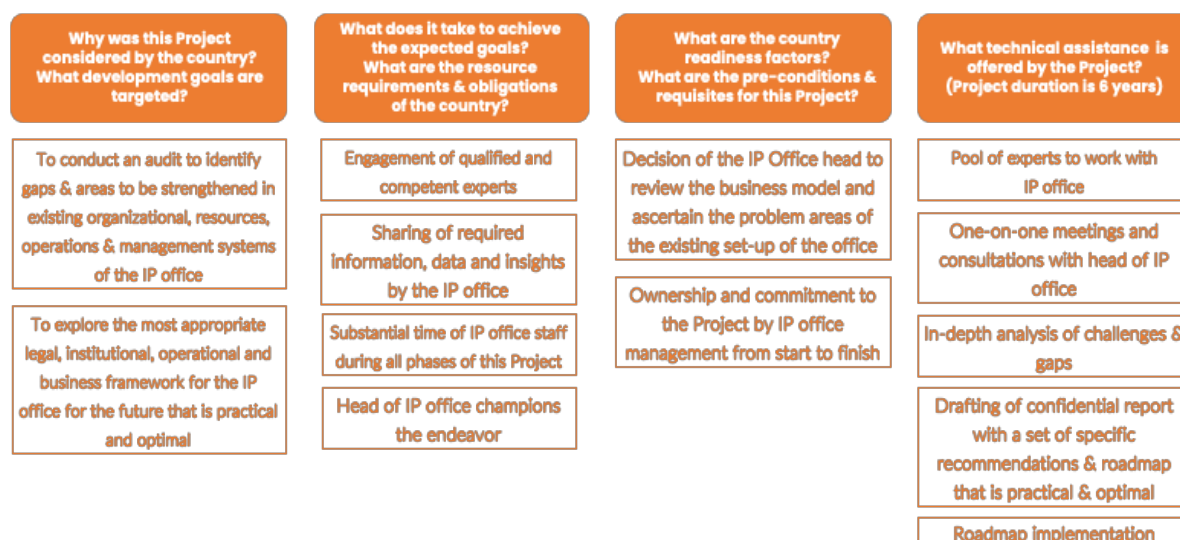 Why was this Project
considered by the country?
What development goals are
targeted?
To conduct an audit to identify
gaps & areas to be strengthened in
existing organizational, resources,
operations & management systems
of the IP office
To explore the most appropriate
legal, institutional, operational and
business framework for the IP
office for the future that is practical
and optimal
What does it take to achieve
the expected goals?
What are the resource
requirements & obligations
of the country?
Engagement of qualified and
competent experts
Sharing of required
information, data and insights
by the IP office
Substantial time of IP office staff
during all phases of this Project
Head of IP office champions
the endeavor
What are the country
readiness factors?
What are the pre-conditions &
requisites for this Project?
Decision of the IP Office head to
review the business model and
ascertain the problem areas of
the existing set-up of the office
Ownership and commitment to
the Project by IP office
management from start to finish
What technical assistance is
offered by the Project?
(Project duration is 6 years)
Pool of experts to work with
IP office
One-on-one meetings and
consultations with head of IP
office
In-depth analysis of challenges &
gaps
Drafting of confidential report
with a set of specific
recommendations & roadmap
that is practical & optimal
Roadmap implementation